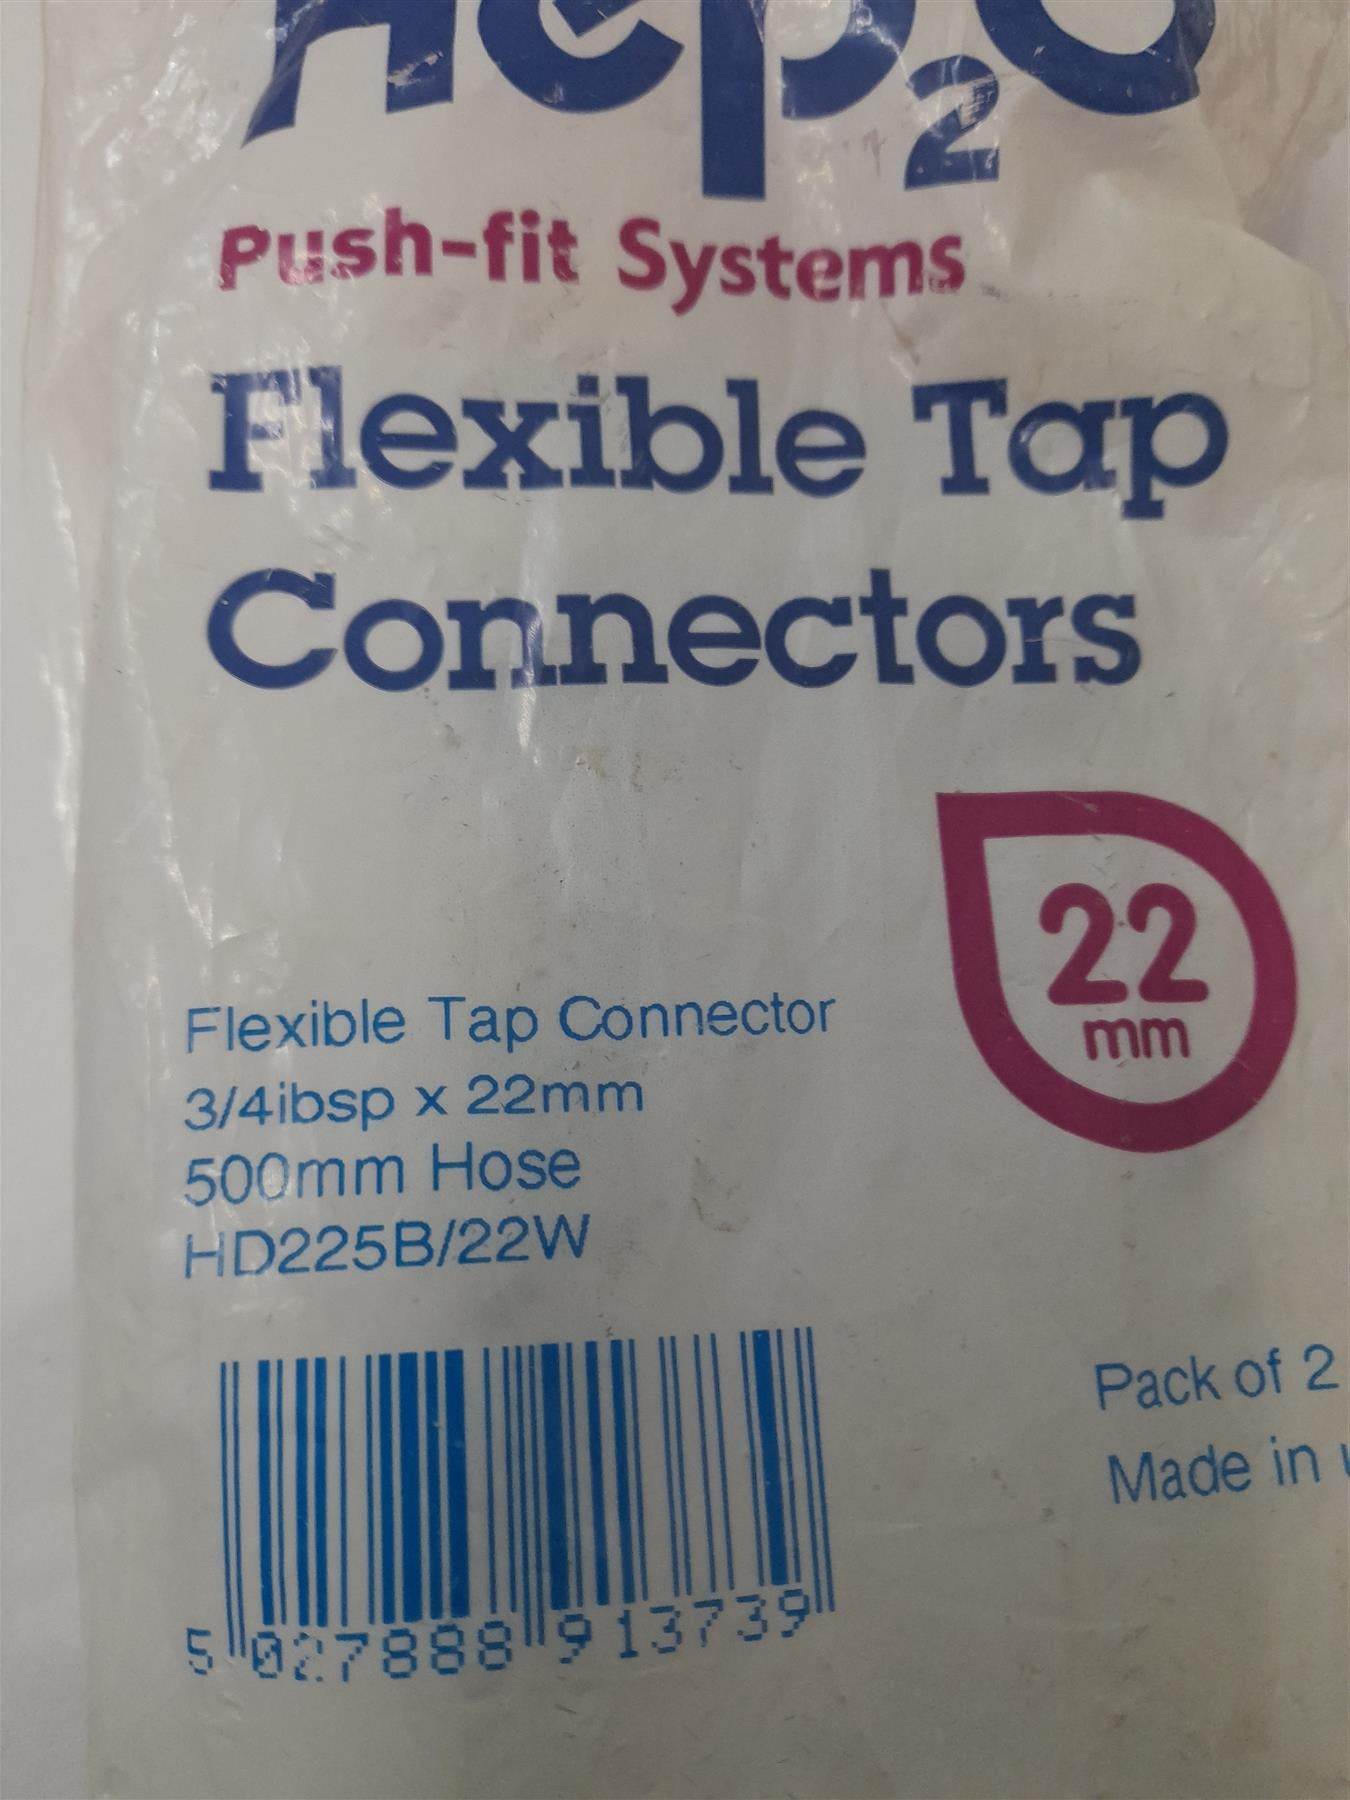 Hep2O
Push-fit Systems
Flexible Tap
Connectors
22
mm
Flexible Tap Connector
3/4ibsp x 22mm
500mm Hose
HD225B/22W
Pack of 2
Made in
5 027888 913739